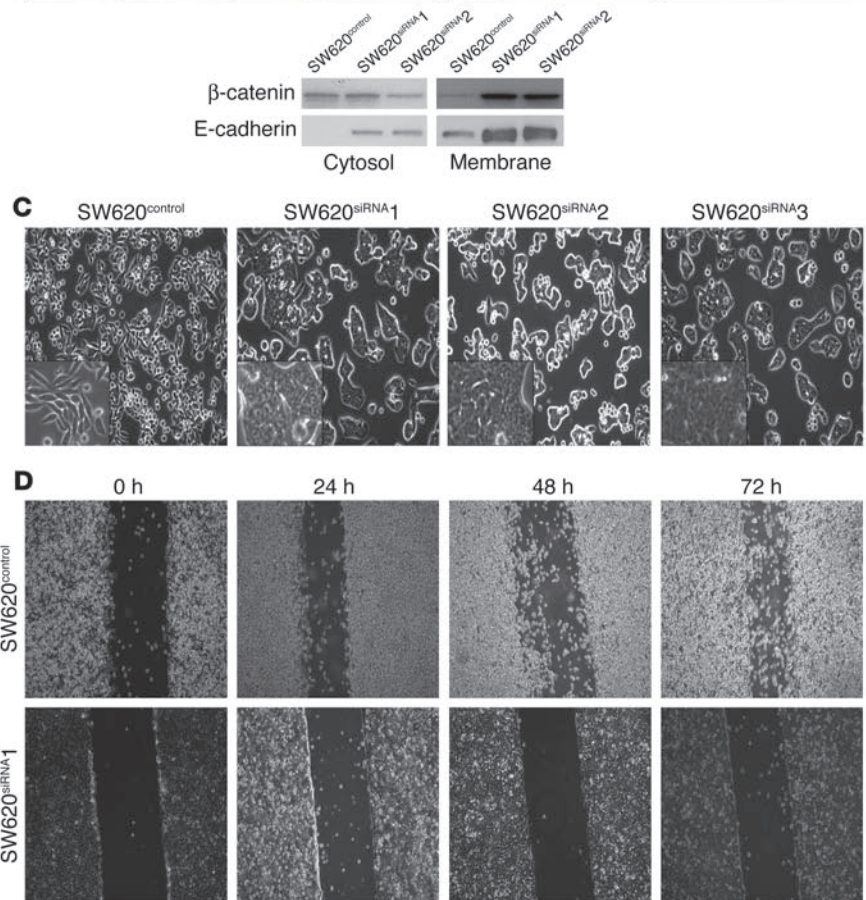 SW620control SW620siRNA1 SW620siRNA2 SW620control SW620siRNA1 SW620siRNA2
β-catenin
E-cadherin
Cytosol Membrane
C
SW620control SW620siRNA1 SW620siRNA2 SW620siRNA3
D
0 h 24 h 48 h 72 h
SW620control
SW620siRNA1